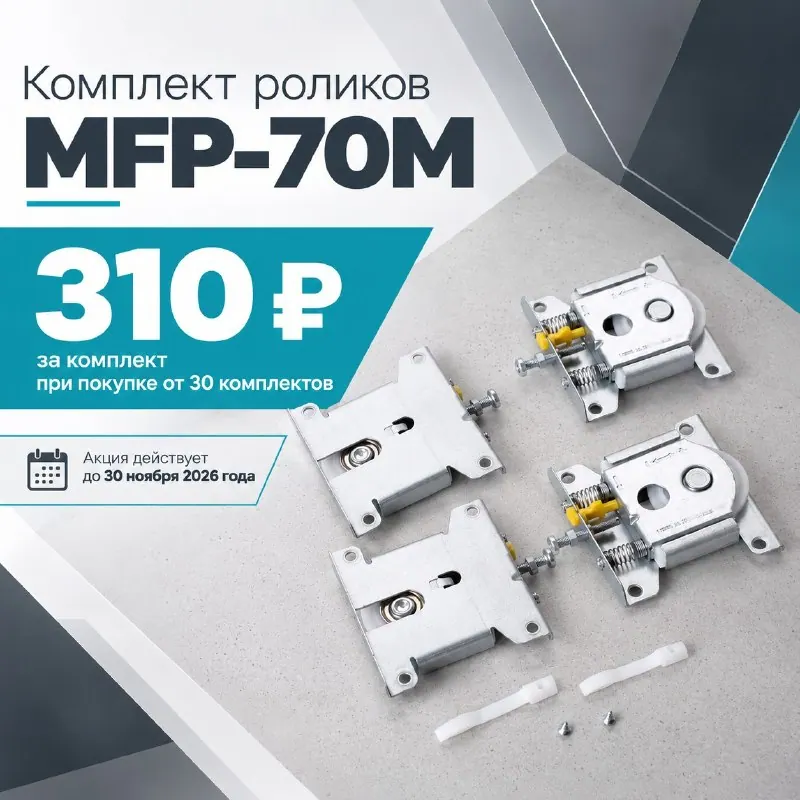 Комплект роликов
MFP-70M
310 ₽
за комплект
при покупке от 30 комплектов
Акция действует
до 30 ноября 2026 года